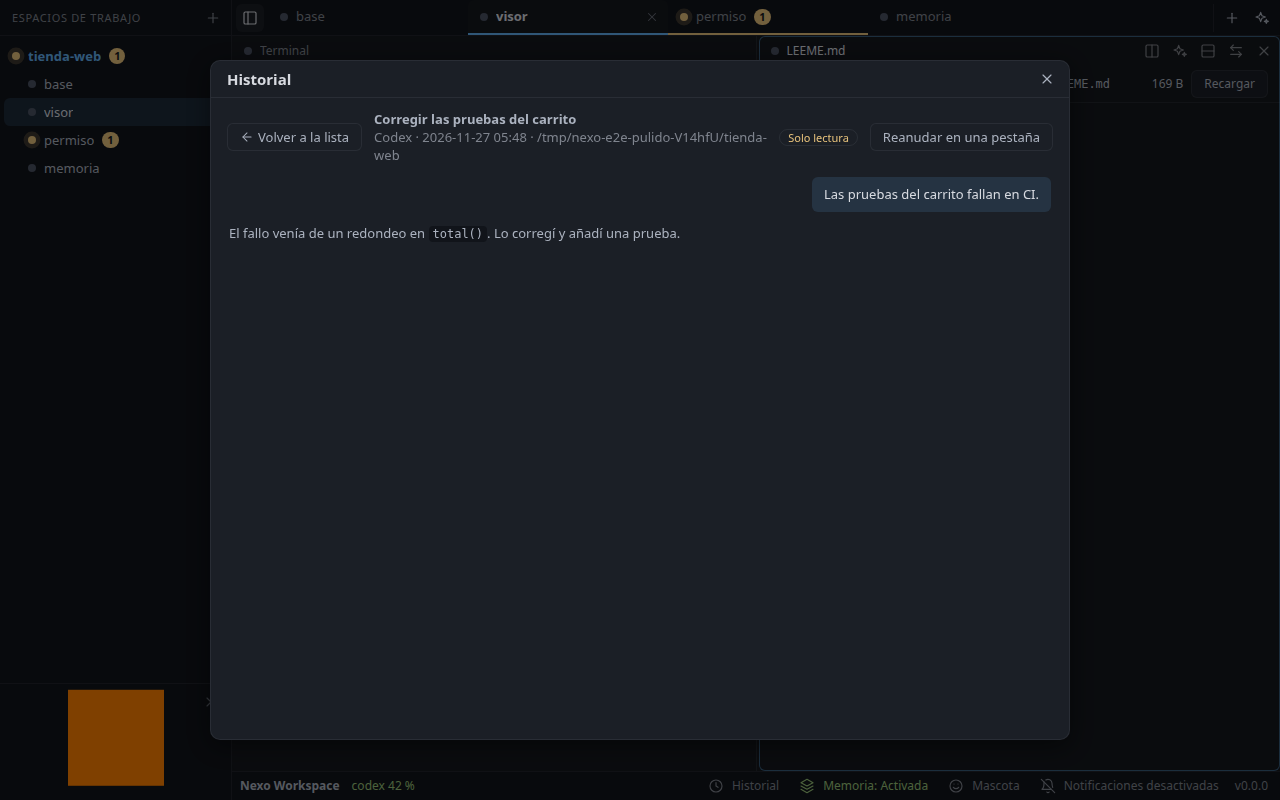 ESPACIOS DE TRABAJO
base
visor
permiso 1
memoria
tienda-web 1
base
visor
permiso 1
memoria
Terminal
LEEME.md
EME.md
169 B
Recargar
Historial
Volver a la lista
Corregir las pruebas del carrito
Codex · 2026-11-27 05:48 · /tmp/nexo-e2e-pulido-V14hfU/tienda-
web
Solo lectura
Reanudar en una pestaña
Las pruebas del carrito fallan en CI.
El fallo venía de un redondeo en total(). Lo corregí y añadí una prueba.
Nexo Workspace
codex 42 %
Historial
Memoria: Activada
Mascota
Notificaciones desactivadas
v0.0.0